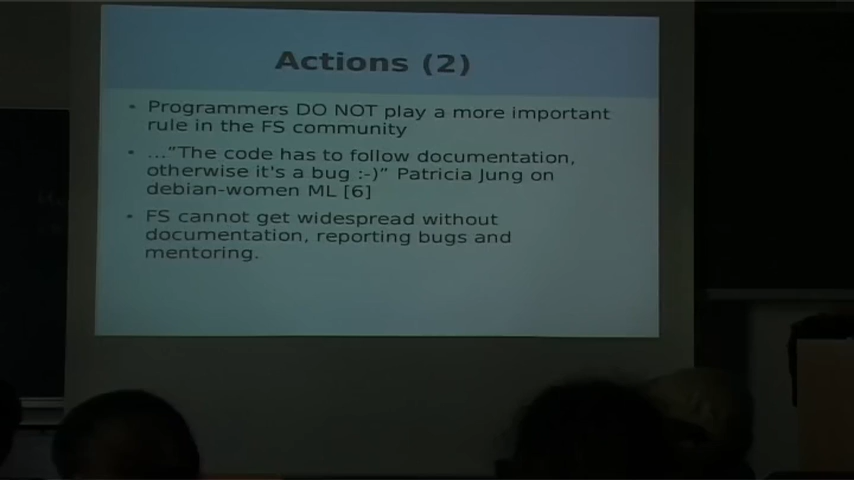 Actions (2)
• Programmers DO NOT play a more important
rule in the FS community
• ..."The code has to follow documentation,
otherwise it's a bug :-)" Patricia Jung on
debian-women ML [6]
• FS cannot get widespread without
documentation, reporting bugs and
mentoring.